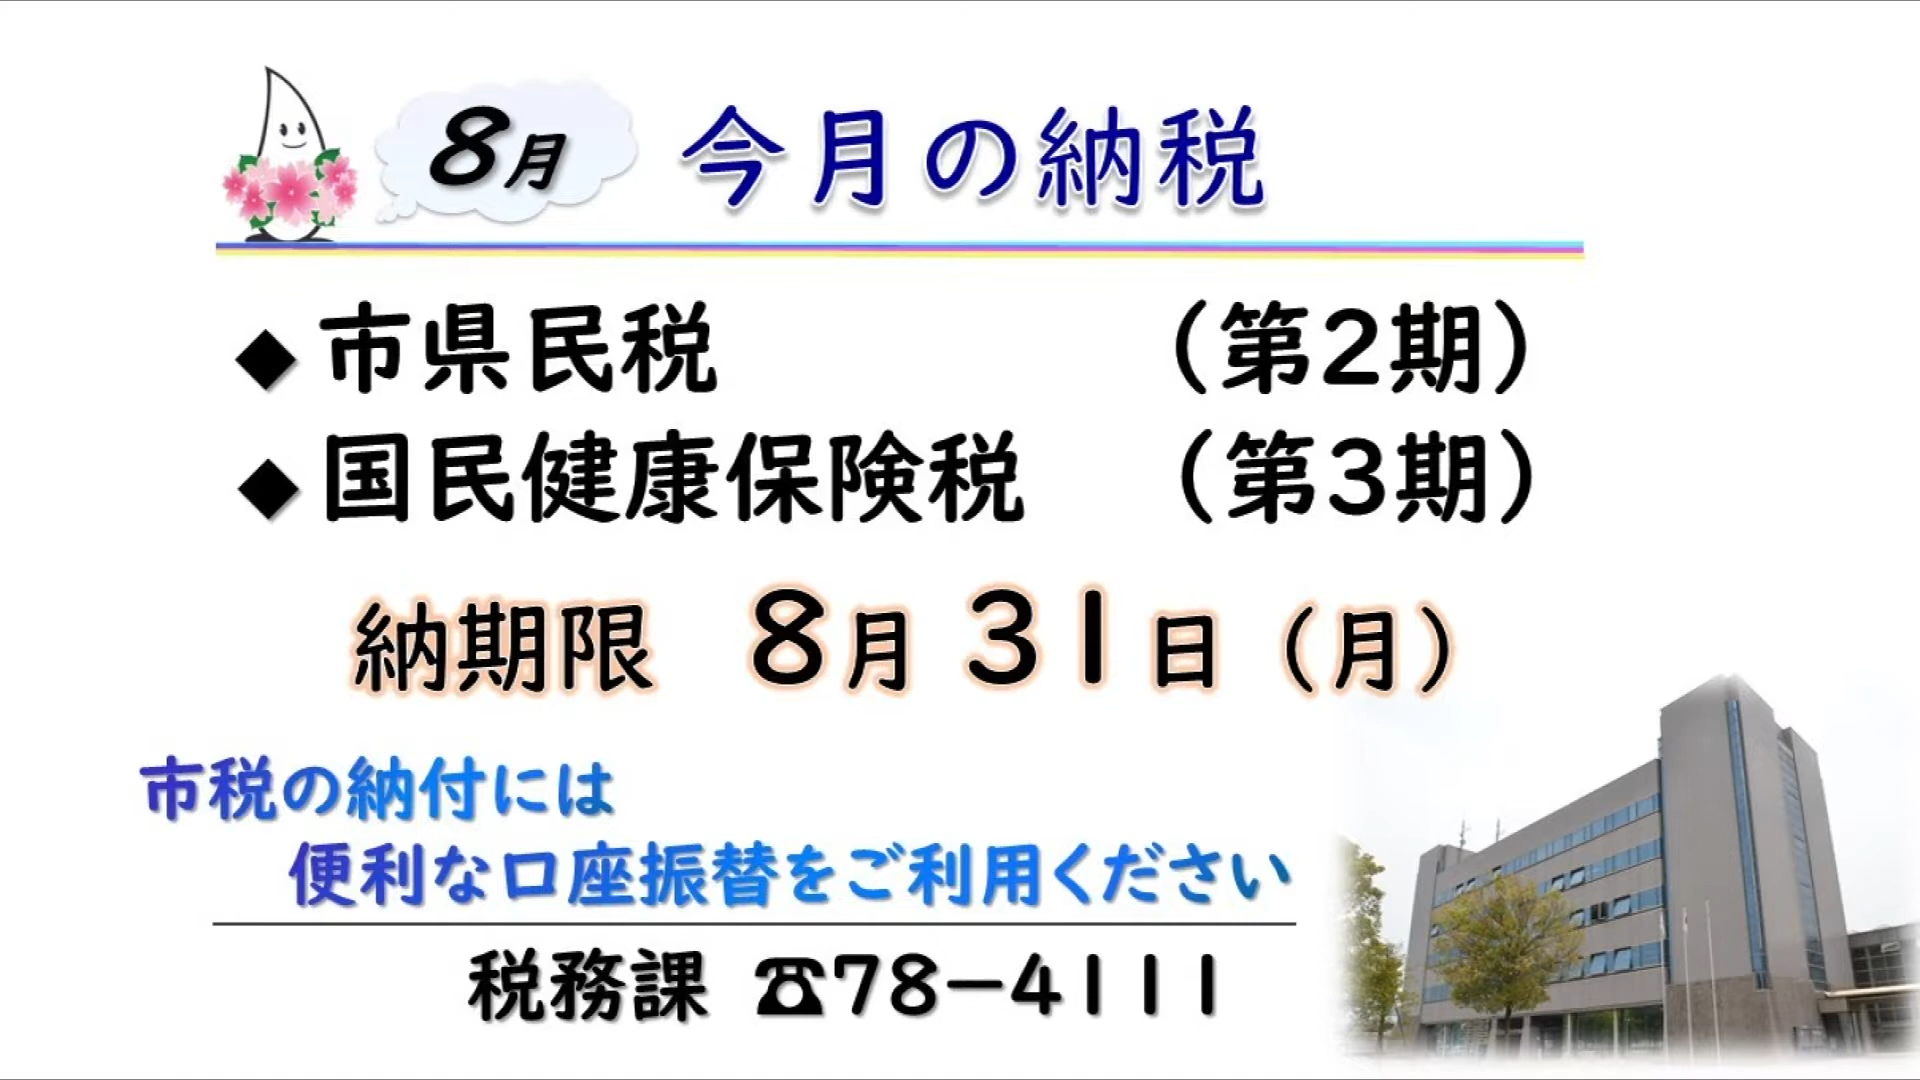 8月 今月の納税
◆市県民税 （第2期）
◆国民健康保険税 （第3期）
納期限 8月31日（月）
市税の納付には
便利な口座振替をご利用ください
税務課 ☎78－4111